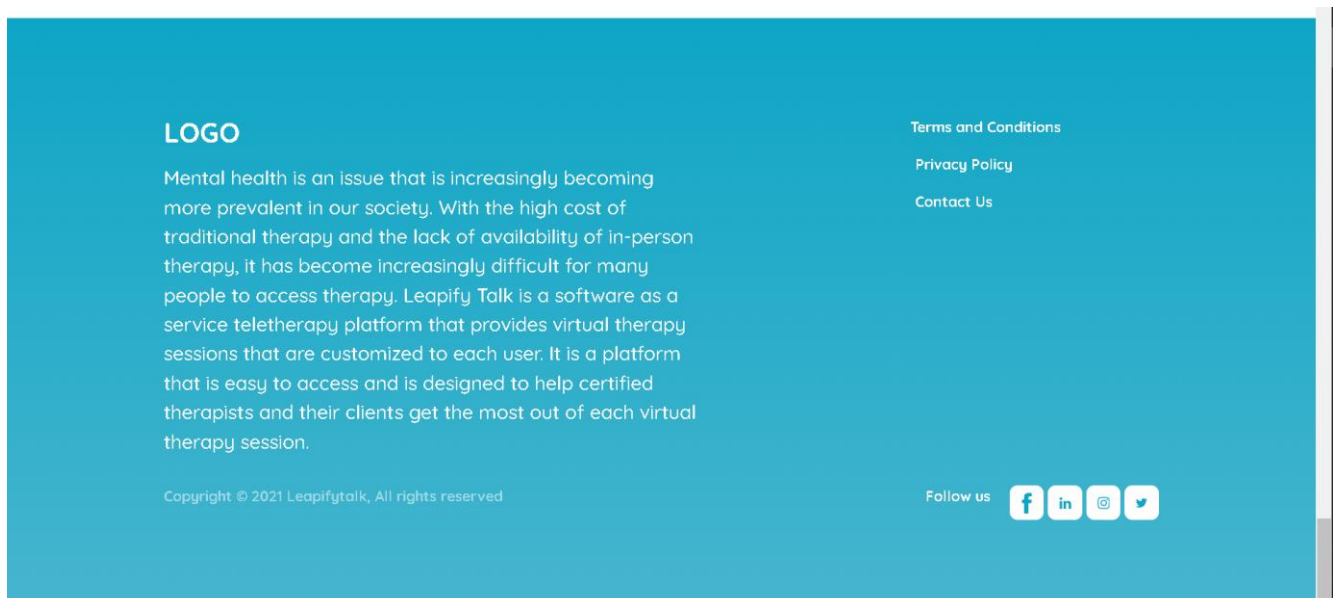 LOGO
Mental health is an issue that is increasingly becoming
more prevalent in our society. With the high cost of
traditional therapy and the lack of availability of in-person
therapy, it has become increasingly difficult for many
people to access therapy. Leapify Talk is a software as a
service teletherapy platform that provides virtual therapy
sessions that are customized to each user. It is a platform
that is easy to access and is designed to help certified
therapists and their clients get the most out of each virtual
therapy session.
Copyright © 2021 Leapifytalk, All rights reserved
Terms and Conditions
Privacy Policy
Contact Us
Follow us